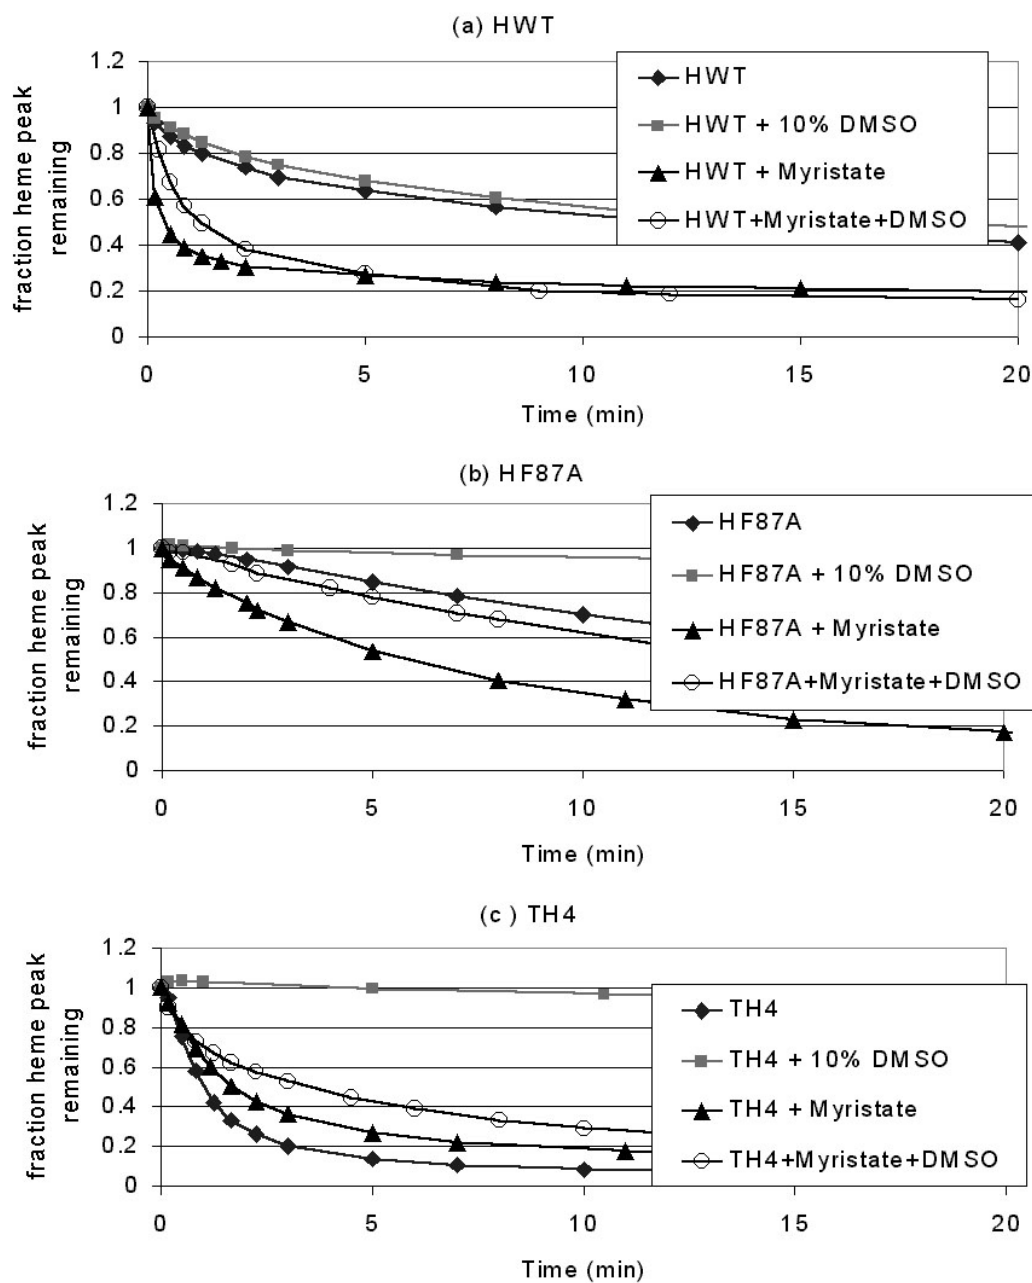 (a) HWT
fraction heme peak
remaining
1.2
1
0.8
0.6
0.4
0.2
0
HWT
HWT + 10% DMSO
HWT + Myristate
HWT+Myristate+DMSO
0 5 10 15 20
Time (min)
(b) HF87A
fraction heme peak
remaining
1.2
1
0.8
0.6
0.4
0.2
0
HF87A
HF87A + 10% DMSO
HF87A + Myristate
HF87A+Myristate+DMSO
0 5 10 15 20
Time (min)
(c ) TH4
fraction heme peak
remaining
1.2
1
0.8
0.6
0.4
0.2
0
TH4
TH4 + 10% DMSO
TH4 + Myristate
TH4+Myristate+DMSO
0 5 10 15 20
Time (min)